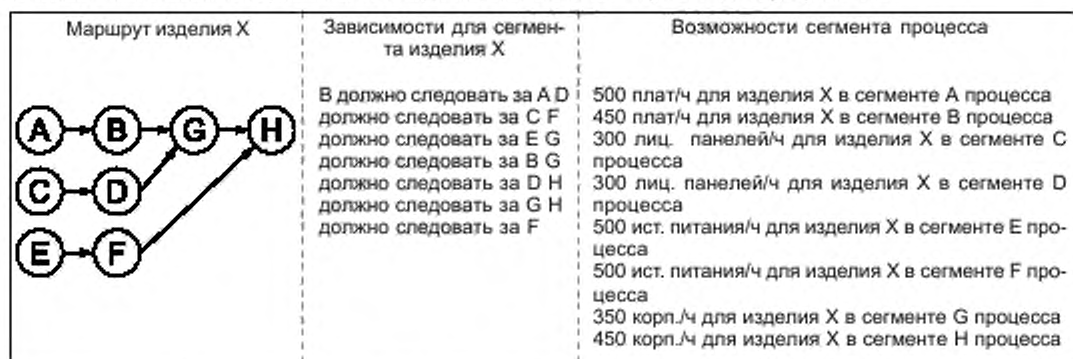 Маршрут изделия X
A B G H
C D
E F
Зависимости для сегмен-
та изделия X
В должно следовать за A D
должно следовать за C F
должно следовать за E G
должно следовать за B G
должно следовать за D H
должно следовать за G H
должно следовать за F
Возможности сегмента процесса
500 плат/ч для изделия X в сегменте A процесса
450 плат/ч для изделия X в сегменте B процесса
300 лиц. панелей/ч для изделия X в сегменте C
процесса
300 лиц. панелей/ч для изделия X в сегменте D
процесса
500 ист. питания/ч для изделия X в сегменте E про-
цесса
500 ист. питания/ч для изделия X в сегменте F про-
цесса
350 корп./ч для изделия X в сегменте G процесса
450 корп./ч для изделия X в сегменте H процесса